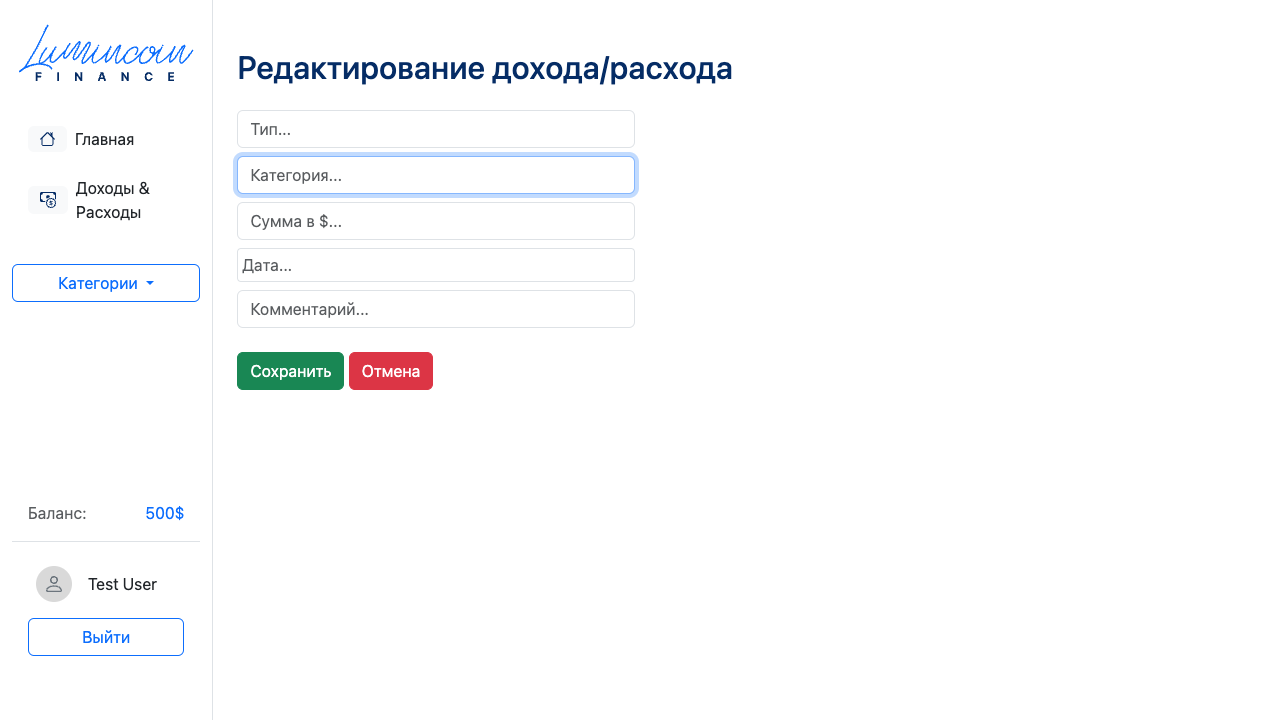 Lumincoin
FINANCE
Главная
Доходы &
Расходы
Категории
Баланс: 500$
Test User
Выйти
Редактирование дохода/расхода
Тип...
Категория...
Сумма в $...
Дата...
Комментарий...
Сохранить Отмена